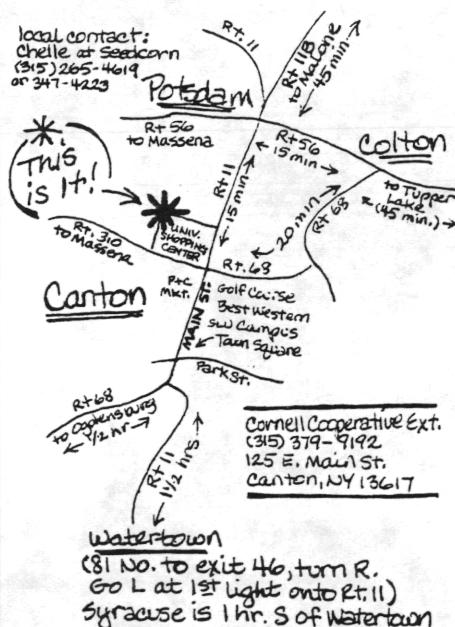 local contact:
Chelle at Seedcorn
(315) 265-4619
or 347-4223
Rt. 11
Rt 11B
to Malone
45 min
Potsdam
Rt 56
to Massena
Rt 56
15 min
Colton
This
is It!
Rt 11
15 min
to Tupper
Lake
(45 min.)
20 min
Rt 68
UNIV.
SHOPPING
CENTER
Rt. 310
to Massena
Rt. 68
P+C
Mkt.
Canton
MAIN ST.
Golf Course
Best Western
SLU Campus
Town Square
Park St.
Rt 68
to Ogdensburg
1/2 hr
Rt 11
1 1/2 hrs
Cornell Cooperative Ext.
(315) 379-9192
125 E. Main St.
Canton, NY 13617
Watertown
(81 No. to exit 46, turn R.
Go L at 1st light onto Rt. 11)
Syracuse is 1 hr. S of Watertown